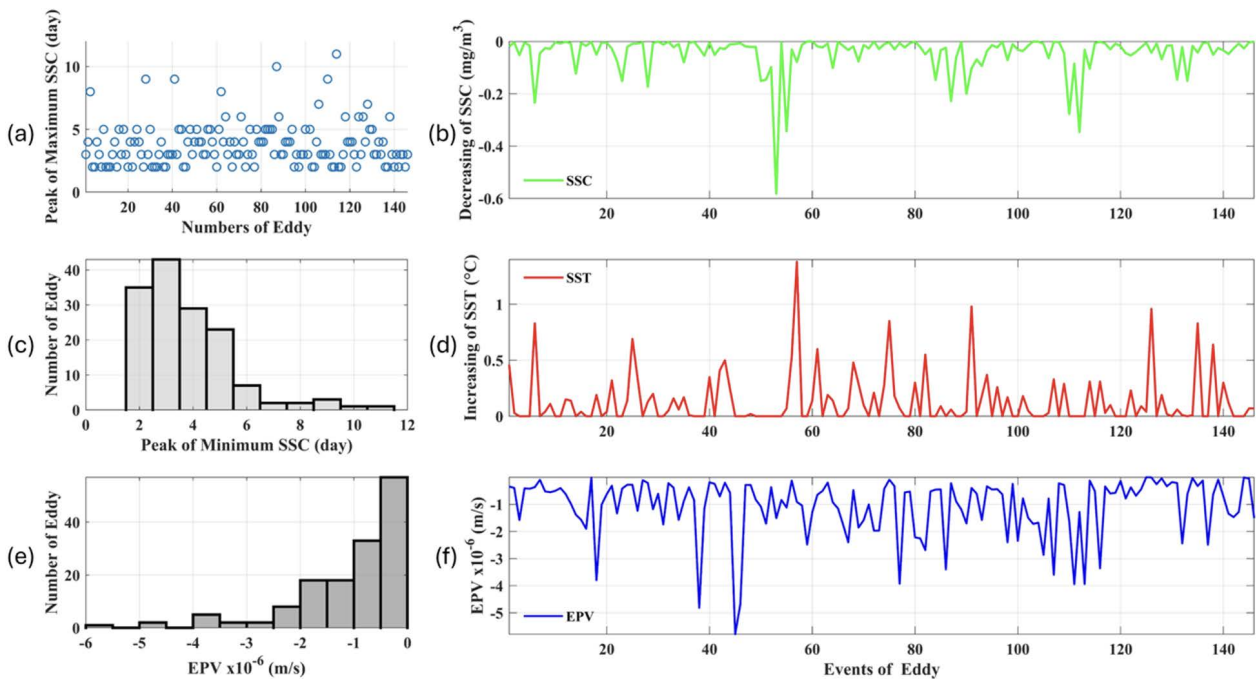 (a)
Peak of Maximum SSC (day)
10
5
0
20 40 60 80 100 120 140
Numbers of Eddy
(b)
Decreasing of SSC (mg/m³)
0
-0.2
-0.4
-0.6
SSC
20 40 60 80 100 120 140
(c)
Number of Eddy
40
30
20
10
0
0 2 4 6 8 10 12
Peak of Minimum SSC (day)
(d)
Increasing of SST (°C)
1
0.5
0
SST
20 40 60 80 100 120 140
(e)
Number of Eddy
40
20
0
-6 -5 -4 -3 -2 -1 0
EPV x10⁻⁶ (m/s)
(f)
EPV x10⁻⁶ (m/s)
-1
-2
-3
-4
-5
EPV
20 40 60 80 100 120 140
Events of Eddy